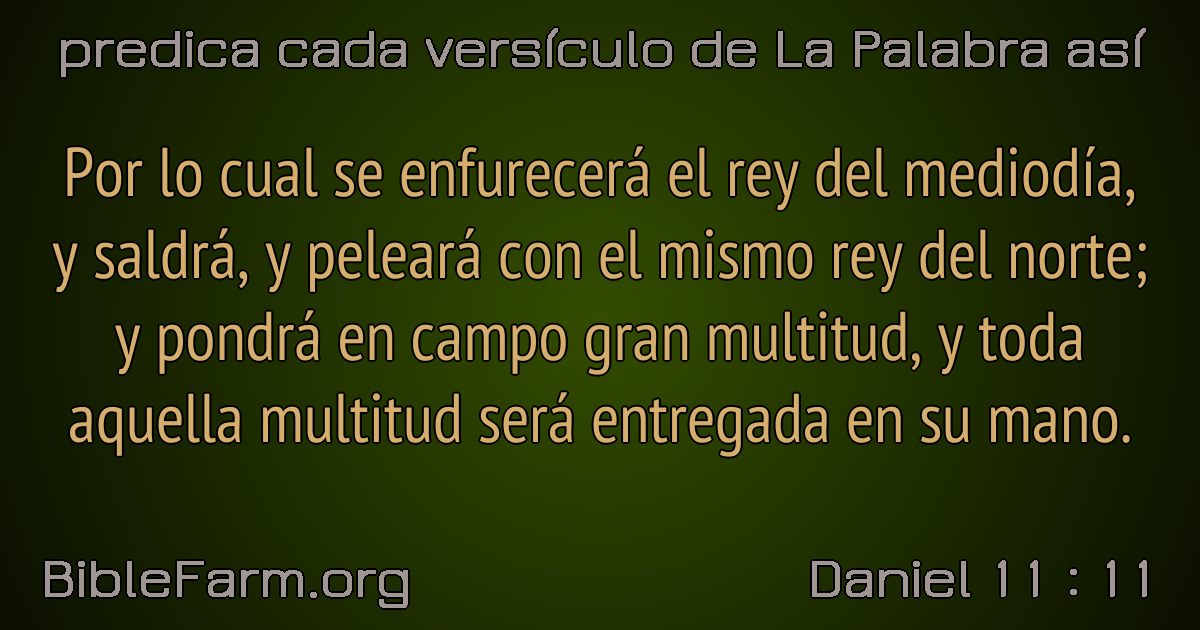 predica cada versículo de La Palabra así
Por lo cual se enfurecerá el rey del mediodía,
y saldrá, y peleará con el mismo rey del norte;
y pondrá en campo gran multitud, y toda
aquella multitud será entregada en su mano.
BibleFarm.org
Daniel 11 : 11